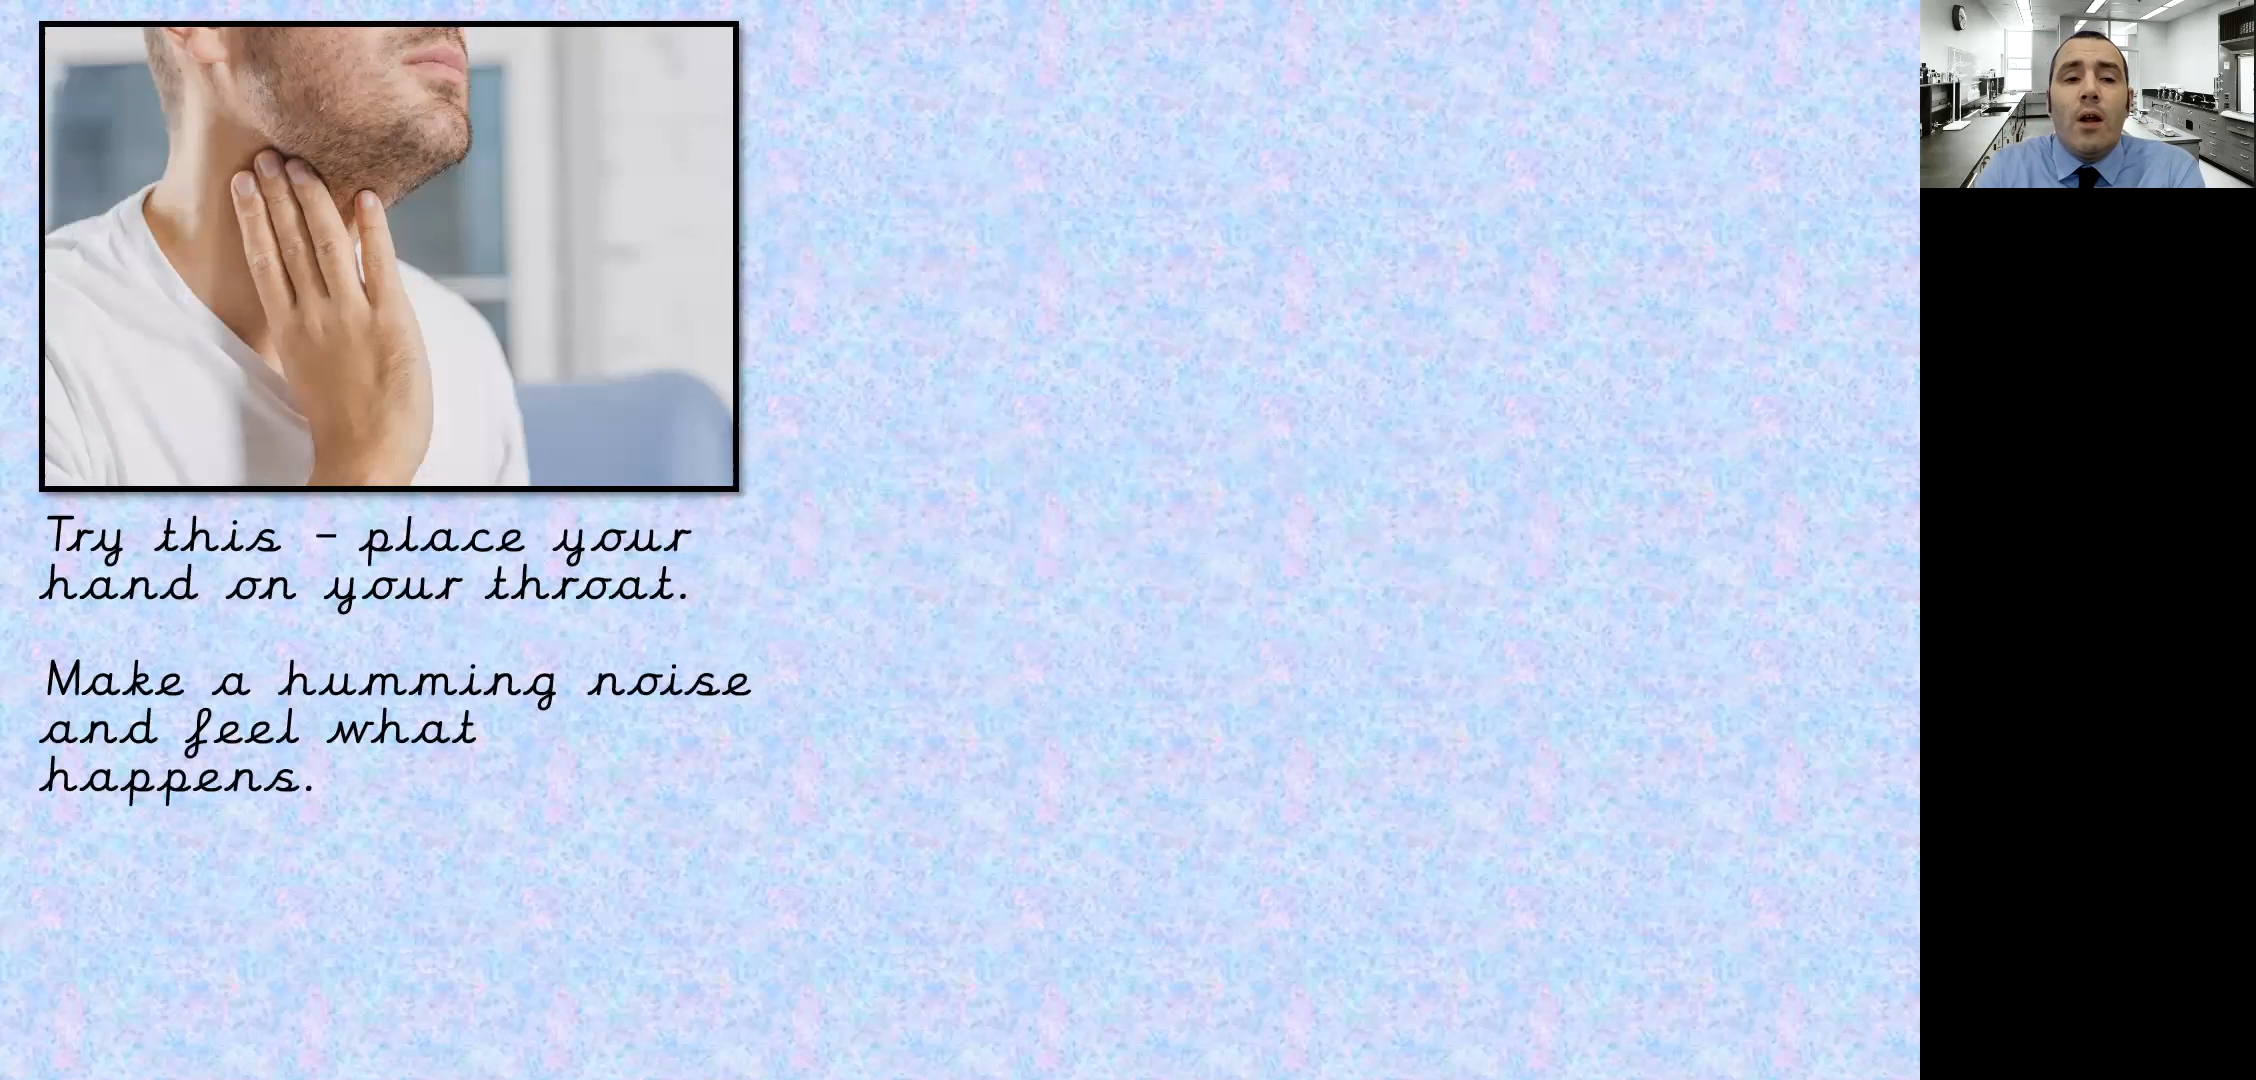 Try this - place your
hand on your throat.
Make a humming noise
and feel what
happens.